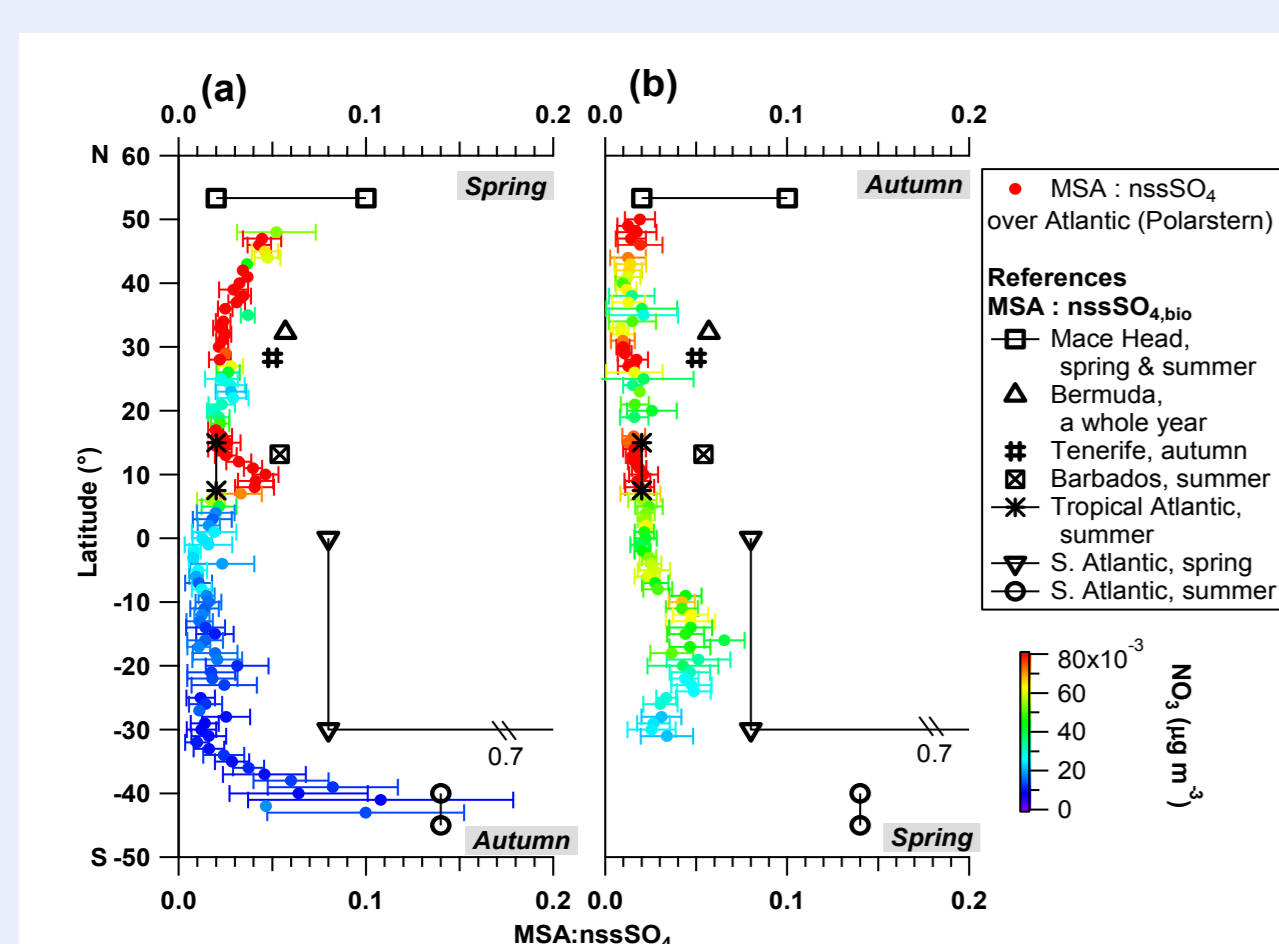 (a)
(b)
0.0 0.1 0.2 0.0 0.1 0.2
N 60
50
40
30
20
10
0
-10
-20
-30
-40
S -50
Latitude (°)
Spring
Autumn
0.7
Autumn
0.7
Spring
0.0 0.1 0.2 0.0 0.1 0.2
MSA:nssSO4
MSA : nssSO4
over Atlantic (Polarstern)
References
MSA : nssSO4,bio
Mace Head,
spring & summer
Bermuda,
a whole year
Tenerife, autumn
Barbados, summer
Tropical Atlantic,
summer
S. Atlantic, spring
S. Atlantic, summer
80x10-3
60
40
20
0
NO3 (µg m-3)